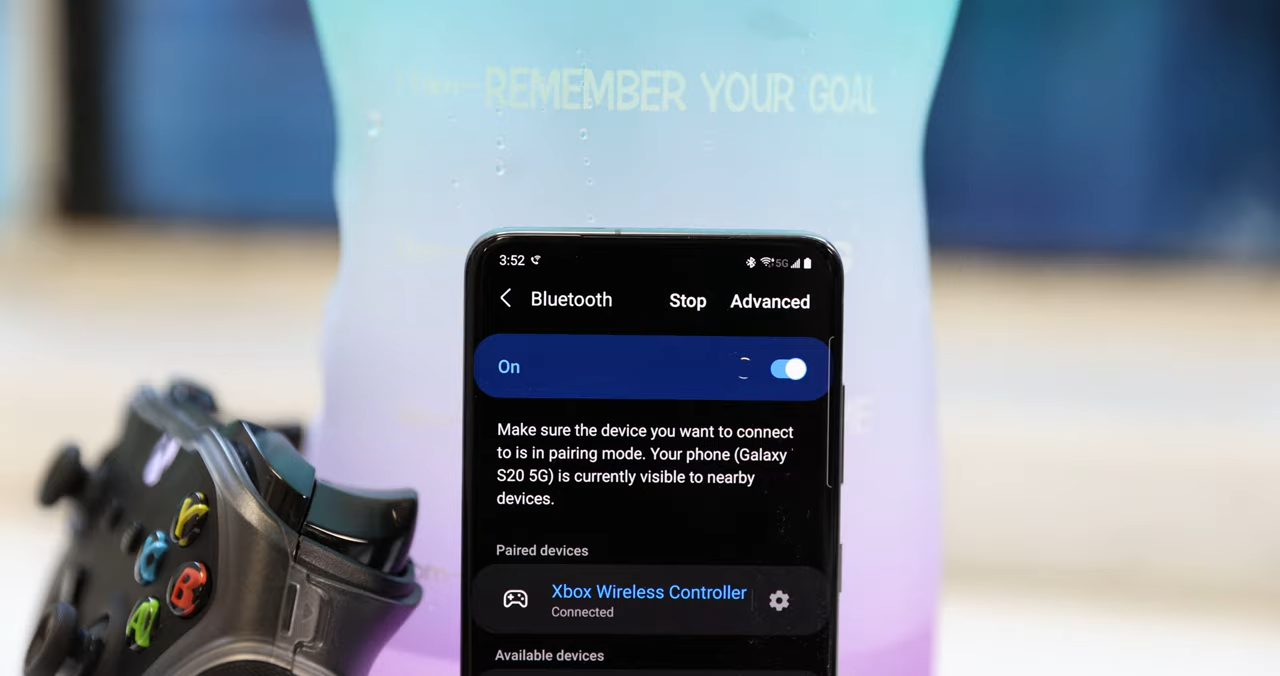 REMEMBER YOUR GOAL
3:52
5G
Bluetooth Stop Advanced
On
Make sure the device you want to connect
to is in pairing mode. Your phone (Galaxy
S20 5G) is currently visible to nearby
devices.
Paired devices
Xbox Wireless Controller
Connected
Available devices
Y
X
B
A